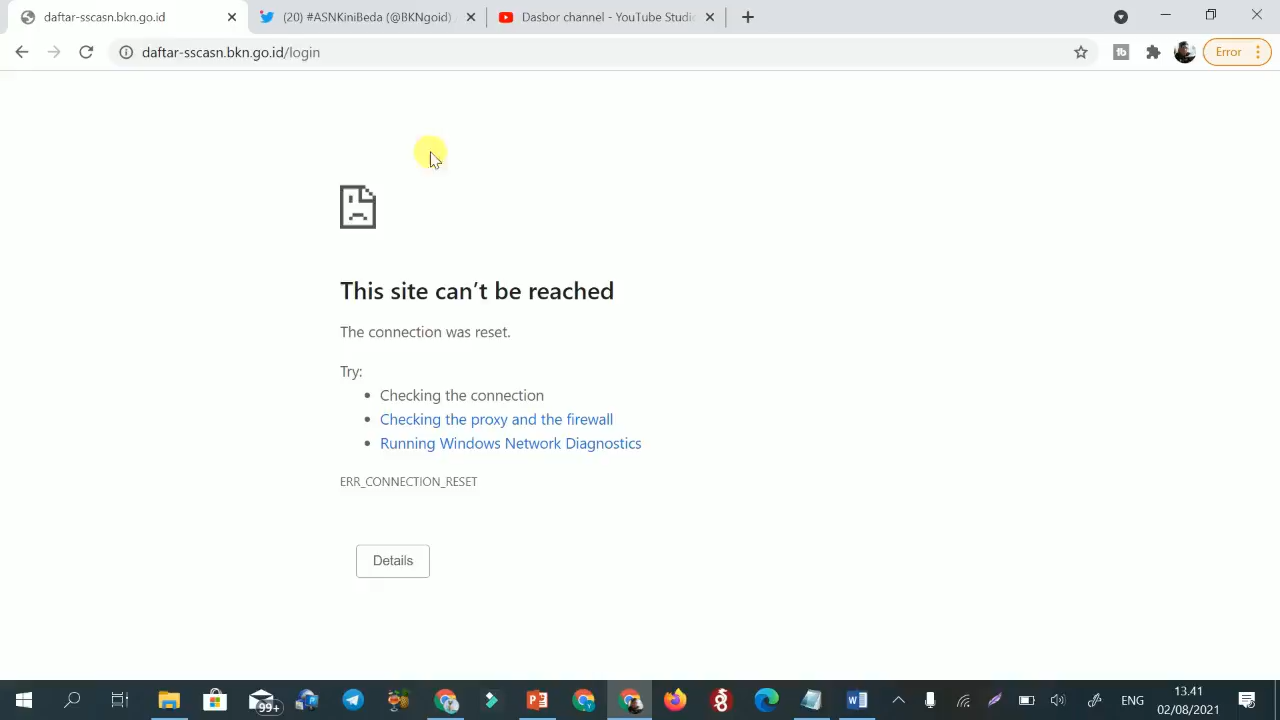 daftar-sscasn.bkn.go.id
(20) #ASNKiniBeda (@BKNgoid)
Dasbor channel - YouTube Studio
daftar-sscasn.bkn.go.id/login
Error
This site can't be reached
The connection was reset.
Try:
Checking the connection
Checking the proxy and the firewall
Running Windows Network Diagnostics
ERR_CONNECTION_RESET
Details
99+
ENG
13.41
02/08/2021